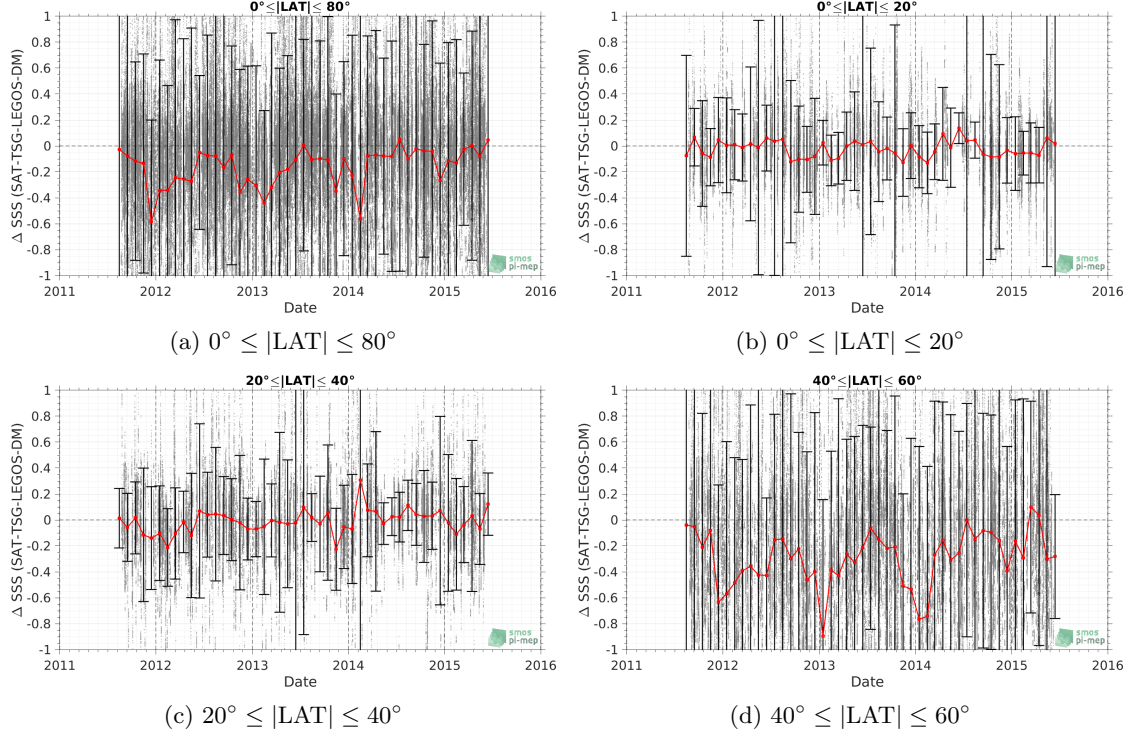 0°≤|LAT|≤ 80°
Δ SSS (SAT-TSG-LEGOS-DM)
1
0.8
0.6
0.4
0.2
0
-0.2
-0.4
-0.6
-0.8
-1
2011 2012 2013 2014 2015 2016
Date
smos
pi-mep
(a) 0° ≤ |LAT| ≤ 80°
0°≤|LAT|≤ 20°
Δ SSS (SAT-TSG-LEGOS-DM)
1
0.8
0.6
0.4
0.2
0
-0.2
-0.4
-0.6
-0.8
-1
2011 2012 2013 2014 2015 2016
Date
smos
pi-mep
(b) 0° ≤ |LAT| ≤ 20°
20°≤|LAT|≤ 40°
Δ SSS (SAT-TSG-LEGOS-DM)
1
0.8
0.6
0.4
0.2
0
-0.2
-0.4
-0.6
-0.8
-1
2011 2012 2013 2014 2015 2016
Date
smos
pi-mep
(c) 20° ≤ |LAT| ≤ 40°
40°≤|LAT|≤ 60°
Δ SSS (SAT-TSG-LEGOS-DM)
1
0.8
0.6
0.4
0.2
0
-0.2
-0.4
-0.6
-0.8
-1
2011 2012 2013 2014 2015 2016
Date
smos
pi-mep
(d) 40° ≤ |LAT| ≤ 60°